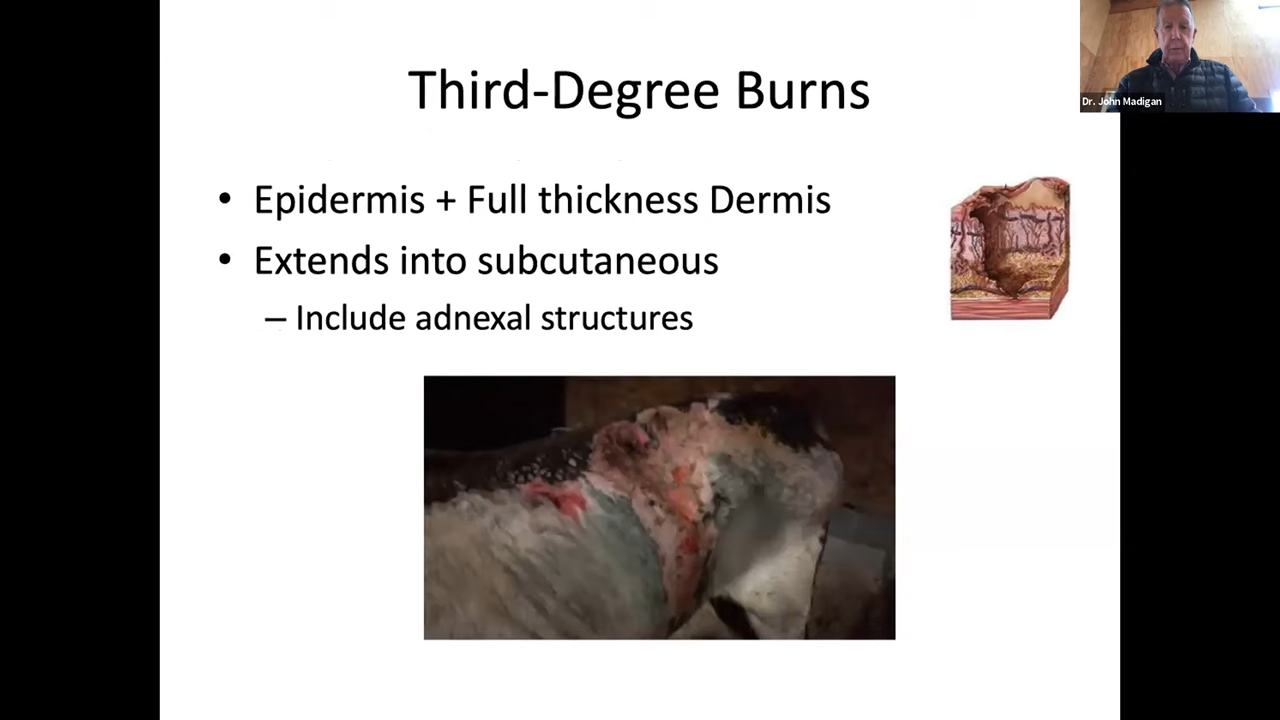 Third-Degree Burns
• Epidermis + Full thickness Dermis
• Extends into subcutaneous
– Include adnexal structures
Dr. John Madigan